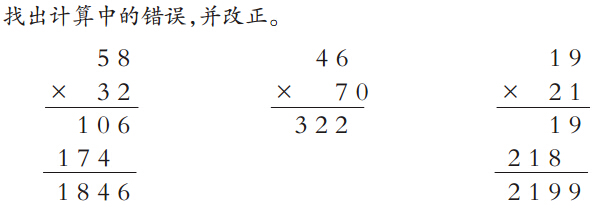 找出计算中的错误,并改正。
58 46 19
× 32 × 70 × 21
106 322 19
174 218
1846 2199